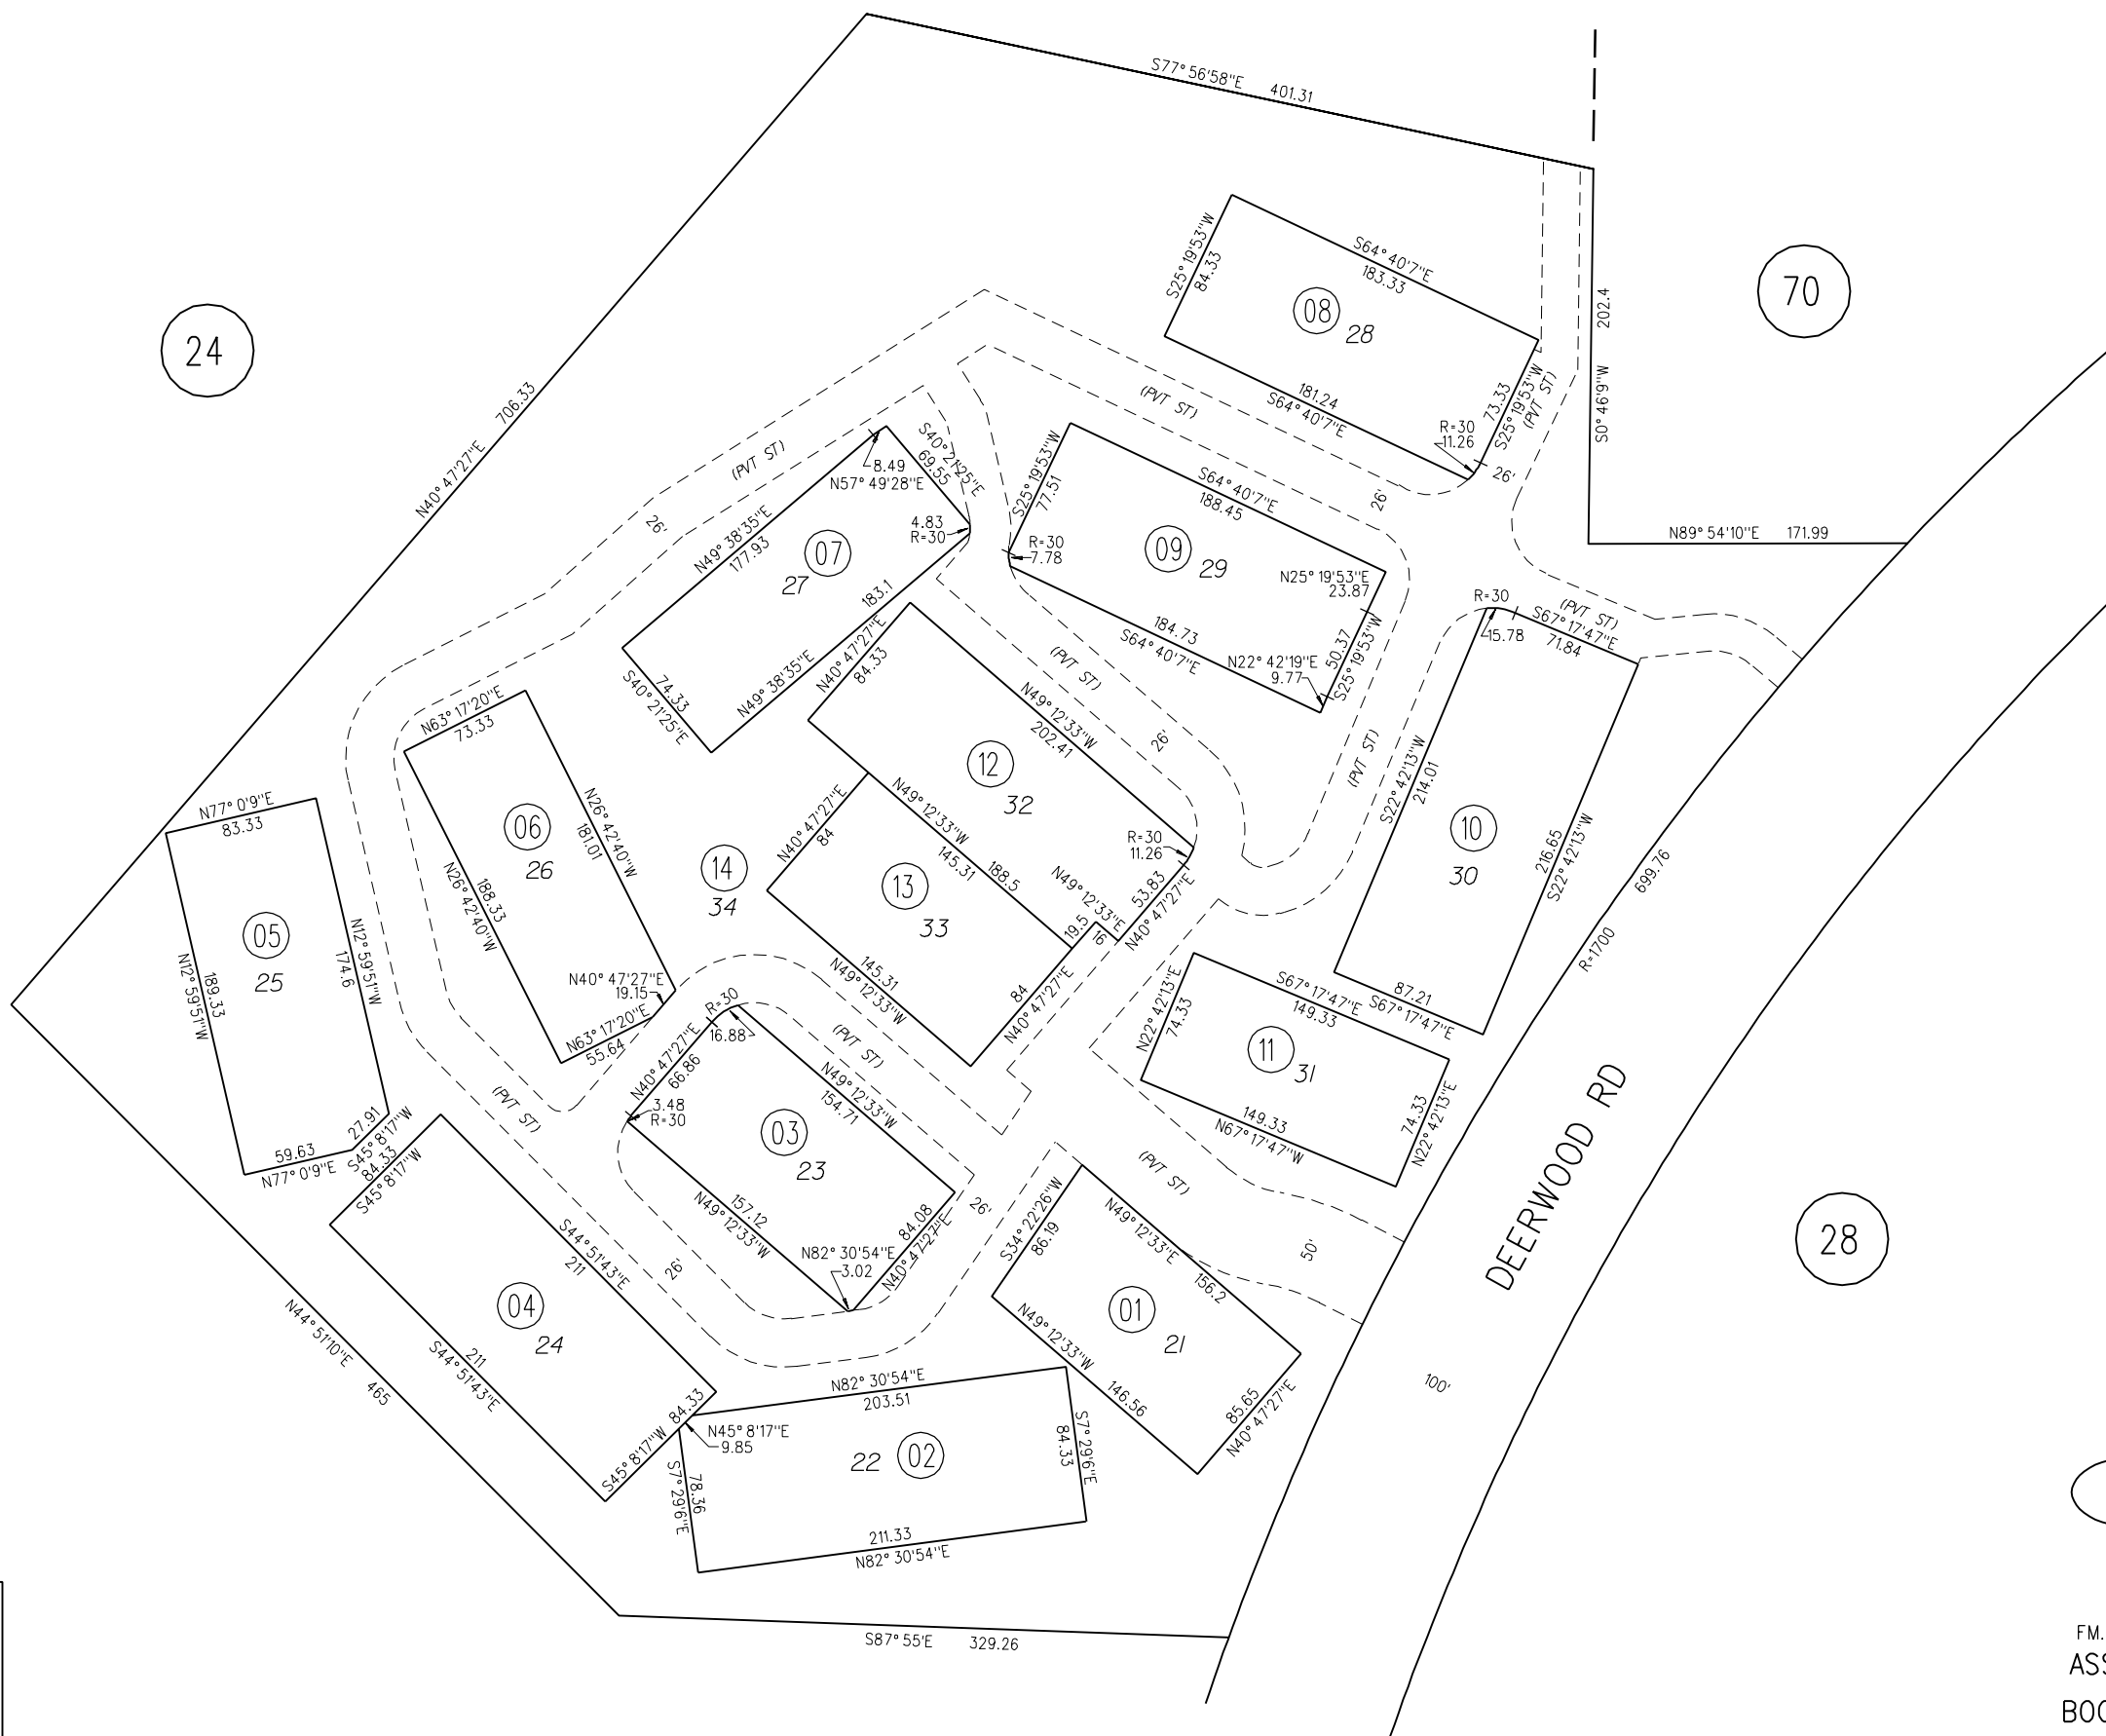 S77° 56'58"E 401.31
24
70
28
N40° 47'27"E 706.33
S0° 46'9"W 202.4
N89° 54'10"E 171.99
S25° 19'53"W
84.33
S64° 40'7"E
183.33
08
28
181.24
S64° 40'7"E
R=30
11.26
73.33
S25° 19'53"W
(PVT ST)
26'
(PVT ST)
26'
(PVT ST)
26'
8.49
N57° 49'28"E
S40° 21'25"E
69.55
N49° 38'35"E
177.93
07
27
4.83
R=30
183.1
N49° 38'35"E
74.33
S40° 21'25"E
S25° 19'53"W
77.51
S64° 40'7"E
188.45
R=30
7.78
09
29
N25° 19'53"E
23.87
184.73
S64° 40'7"E
50.37
S25° 19'53"W
N22° 42'19"E
9.77
R=30
15.78
(PVT ST)
S67° 17'47"E
71.84
S22° 42'13"W
214.01
10
30
216.65
S22° 42'13"W
87.21
S67° 17'47"E
(PVT ST)
(PVT ST)
26'
N40° 47'27"E
84.33
N49° 12'33"W
202.41
12
32
R=30
11.26
N49° 12'33"W
145.31
188.5
N49° 12'33"E
16
19.5
53.83
N40° 47'27"E
N40° 47'27"E
84
13
33
145.31
N49° 12'33"W
84
N40° 47'27"E
14
34
N63° 17'20"E
73.33
N26° 42'40"W
181.01
06
26
188.33
N26° 42'40"W
N40° 47'27"E
19.15
N63° 17'20"E
55.64
N77° 0'9"E
83.33
N12° 59'51"W
174.6
05
25
189.33
N12° 59'51"W
59.63
N77° 0'9"E
27.91
S45° 8'17"W
84.33
S45° 8'17"W
(PVT ST)
R=30
16.88
N40° 47'27"E
66.86
3.48
R=30
(PVT ST)
N49° 12'33"W
154.71
03
23
157.12
N49° 12'33"W
84.08
N40° 47'27"E
N82° 30'54"E
3.02
26'
26'
N22° 42'13"E
74.33
S67° 17'47"E
149.33
11
31
149.33
N67° 17'47"W
74.33
N22° 42'13"E
(PVT ST)
50'
S34° 22'26"W
86.19
N49° 12'33"E
156.2
01
21
N49° 12'33"W
146.56
85.65
N40° 47'27"E
S44° 51'43"E
211
04
24
211
S44° 51'43"E
84.33
S45° 8'17"W
N82° 30'54"E
203.51
N45° 8'17"E
9.85
78.36
S7° 29'6"E
22
02
S7° 29'6"E
84.33
211.33
N82° 30'54"E
N44° 51'10"E 465
S87° 55'E 329.26
R=1700 699.76
DEERWOOD RD
100'
FM.
ASS
BOO